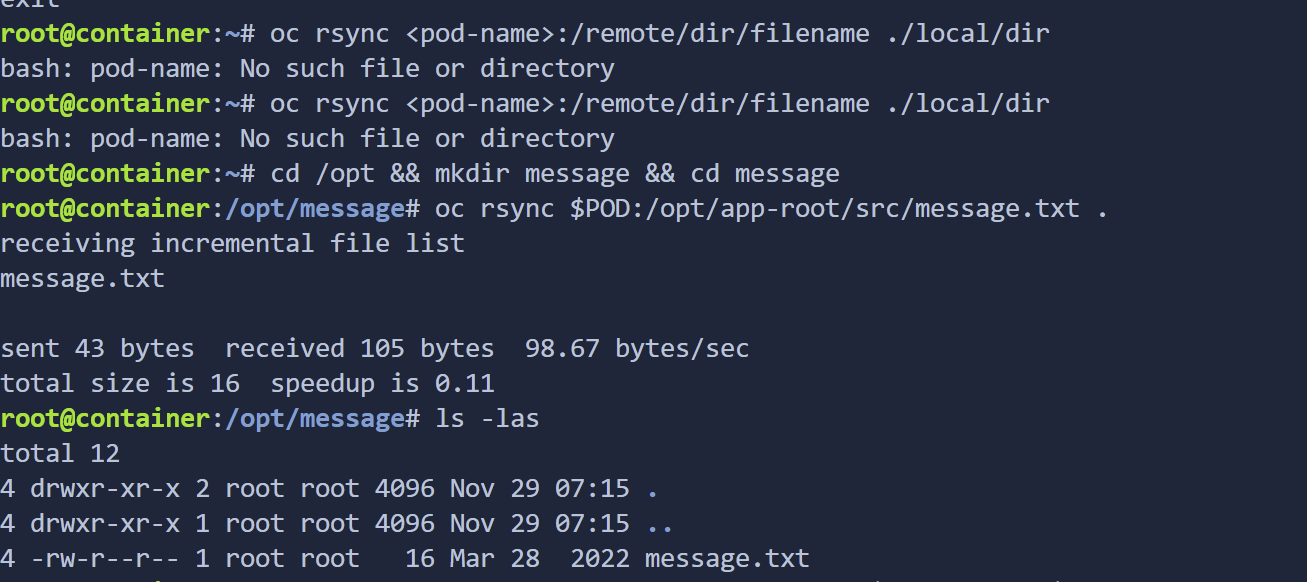 exit
root@container:~# oc rsync <pod-name>:/remote/dir/filename ./local/dir
bash: pod-name: No such file or directory
root@container:~# oc rsync <pod-name>:/remote/dir/filename ./local/dir
bash: pod-name: No such file or directory
root@container:~# cd /opt && mkdir message && cd message
root@container:/opt/message# oc rsync $POD:/opt/app-root/src/message.txt .
receiving incremental file list
message.txt

sent 43 bytes  received 105 bytes  98.67 bytes/sec
total size is 16  speedup is 0.11
root@container:/opt/message# ls -las
total 12
4 drwxr-xr-x 2 root root 4096 Nov 29 07:15 .
4 drwxr-xr-x 1 root root 4096 Nov 29 07:15 ..
4 -rw-r--r-- 1 root root   16 Mar 28  2022 message.txt